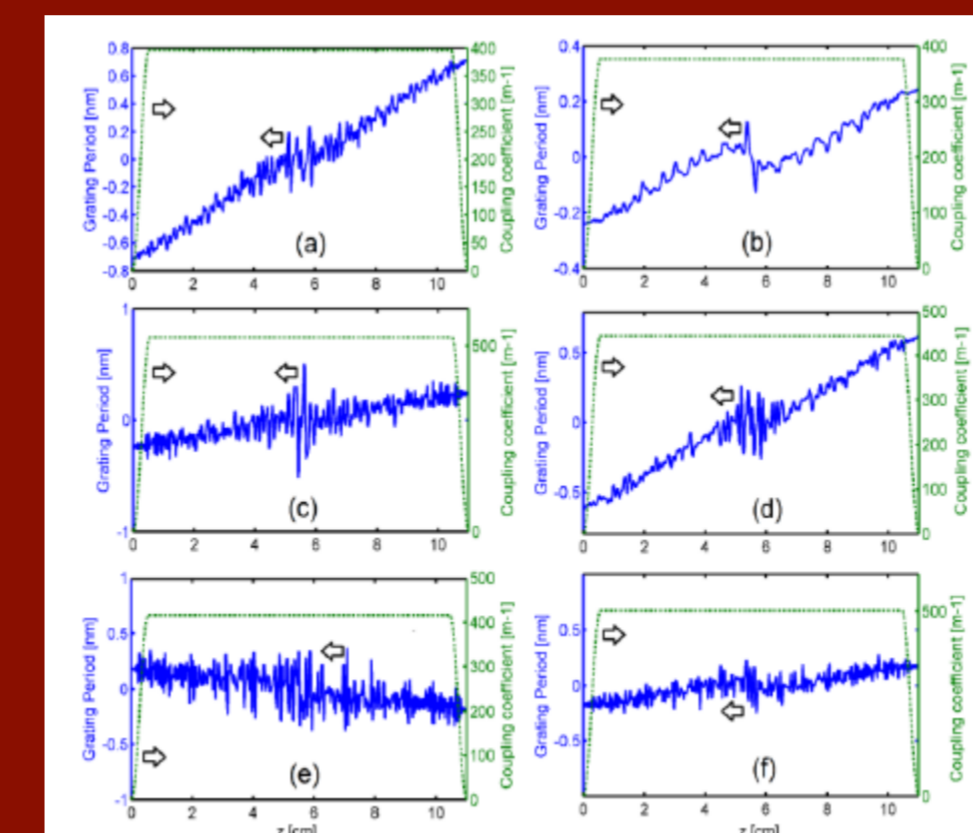 0.8
0.6
0.4
0.2
0
-0.2
-0.4
-0.6
-0.8
Grating Period [nm]
400
350
300
250
200
150
100
50
0
Coupling coefficient [m-1]
(a)
0 2 4 6 8 10
0.4
0.2
0
-0.2
-0.4
Grating Period [nm]
400
300
200
100
0
Coupling coefficient [m-1]
(b)
0 2 4 6 8 10
1
0
-1
Grating Period [nm]
500
0
Coupling coefficient [m-1]
(c)
0 2 4 6 8 10
0.5
0
-0.5
Grating Period [nm]
500
400
300
200
100
0
Coupling coefficient [m-1]
(d)
0 2 4 6 8 10
1
0.5
0
-0.5
-1
Grating Period [nm]
500
400
300
200
100
0
Coupling coefficient [m-1]
(e)
0 2 4 6 8 10
z [cm]
0.5
0
-0.5
Grating Period [nm]
500
0
Coupling coefficient [m-1]
(f)
0 2 4 6 8 10
z [cm]